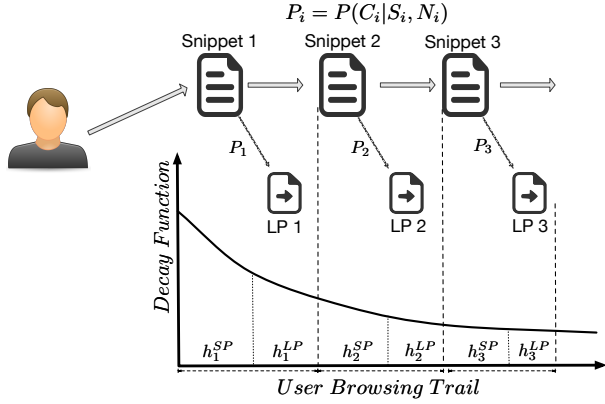 P_i = P(C_i|S_i, N_i)
Snippet 1 Snippet 2 Snippet 3
P_1 P_2 P_3
LP 1 LP 2 LP 3
Decay Function
h_1^{SP} h_1^{LP} h_2^{SP} h_2^{LP} h_3^{SP} h_3^{LP}
User Browsing Trail